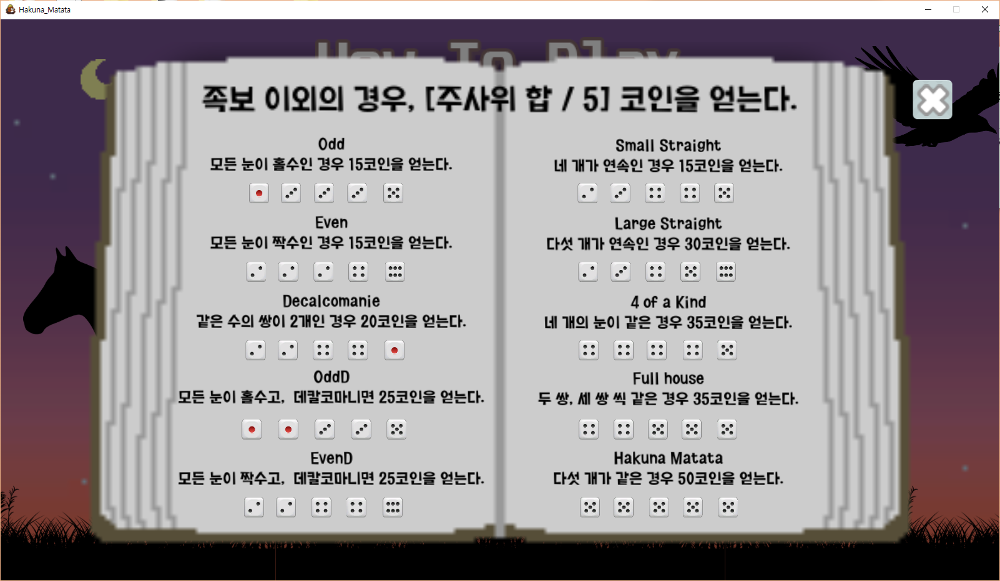 Hakuna_Matata
How To Play
족보 이외의 경우, [주사위 합 / 5] 코인을 얻는다.
Odd
모든 눈이 홀수인 경우 15코인을 얻는다.
Even
모든 눈이 짝수인 경우 15코인을 얻는다.
Decalcomanie
같은 수의 쌍이 2개인 경우 20코인을 얻는다.
OddD
모든 눈이 홀수고, 데칼코마니면 25코인을 얻는다.
EvenD
모든 눈이 짝수고, 데칼코마니면 25코인을 얻는다.
Small Straight
네 개가 연속인 경우 15코인을 얻는다.
Large Straight
다섯 개가 연속인 경우 30코인을 얻는다.
4 of a Kind
네 개의 눈이 같은 경우 35코인을 얻는다.
Full house
두 쌍, 세 쌍 씩 같은 경우 35코인을 얻는다.
Hakuna Matata
다섯 개가 같은 경우 50코인을 얻는다.